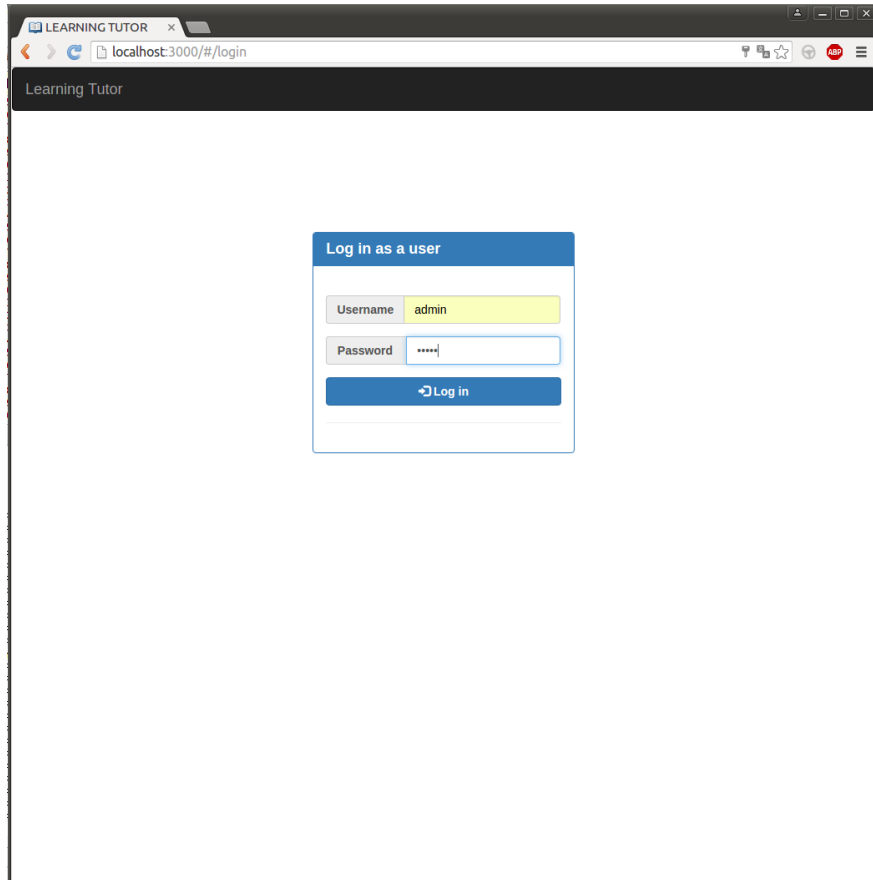 LEARNING TUTOR
localhost:3000/#/login
ABP
Learning Tutor
Log in as a user
Username admin
Password •••••
Log in